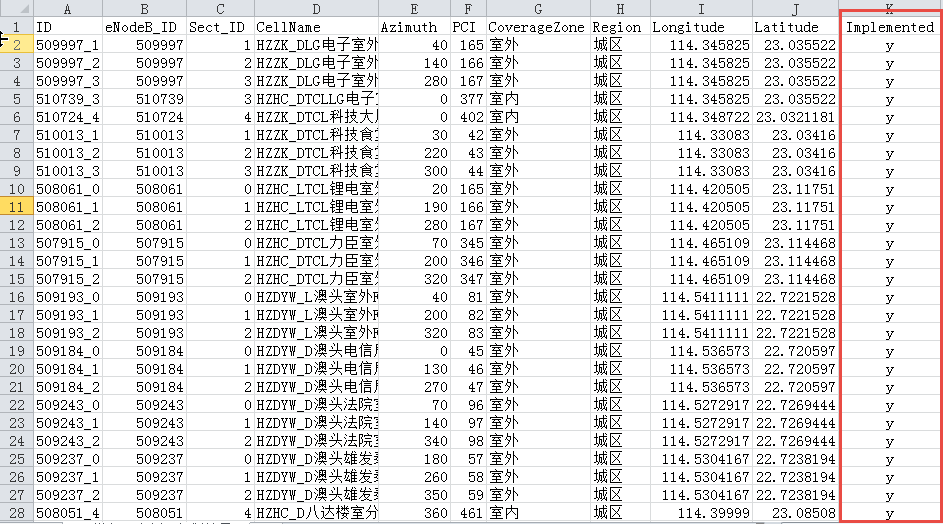 A B C D E F G H I J K
1 ID eNodeB_ID Sect_ID CellName Azimuth PCI CoverageZone Region Longitude Latitude Implemented
2 509997_1 509997 1 HZZK_DLG电子室外 40 165 室外 城区 114.345825 23.035522 y
3 509997_2 509997 2 HZZK_DLG电子室外 140 166 室外 城区 114.345825 23.035522 y
4 509997_3 509997 3 HZZK_DLG电子室外 280 167 室外 城区 114.345825 23.035522 y
5 510739_3 510739 3 HZHC_DTCLLG电子 0 377 室内 城区 114.345825 23.035522 y
6 510724_4 510724 4 HZZK_DTCL科技大 0 402 室内 城区 114.348722 23.0321181 y
7 510013_1 510013 1 HZZK_DTCL科技食 30 42 室外 城区 114.33083 23.03416 y
8 510013_2 510013 2 HZZK_DTCL科技食 220 43 室外 城区 114.33083 23.03416 y
9 510013_3 510013 3 HZZK_DTCL科技食 300 44 室外 城区 114.33083 23.03416 y
10 508061_0 508061 0 HZHC_LTCL锂电室 20 165 室外 城区 114.420505 23.11751 y
11 508061_1 508061 1 HZHC_LTCL锂电室 190 166 室外 城区 114.420505 23.11751 y
12 508061_2 508061 2 HZHC_LTCL锂电室 280 167 室外 城区 114.420505 23.11751 y
13 507915_0 507915 0 HZHC_DTCL力臣室 70 345 室外 城区 114.465109 23.114468 y
14 507915_1 507915 1 HZHC_DTCL力臣室 200 346 室外 城区 114.465109 23.114468 y
15 507915_2 507915 2 HZHC_DTCL力臣室 320 347 室外 城区 114.465109 23.114468 y
16 509193_0 509193 0 HZDYW_L澳头室外 40 81 室外 城区 114.5411111 22.7221528 y
17 509193_1 509193 1 HZDYW_L澳头室外 200 82 室外 城区 114.5411111 22.7221528 y
18 509193_2 509193 2 HZDYW_L澳头室外 320 83 室外 城区 114.5411111 22.7221528 y
19 509184_0 509184 0 HZDYW_D澳头电信 0 45 室外 城区 114.536573 22.720597 y
20 509184_1 509184 1 HZDYW_D澳头电信 130 46 室外 城区 114.536573 22.720597 y
21 509184_2 509184 2 HZDYW_D澳头电信 270 47 室外 城区 114.536573 22.720597 y
22 509243_0 509243 0 HZDYW_D澳头法院 70 96 室外 城区 114.5272917 22.7269444 y
23 509243_1 509243 1 HZDYW_D澳头法院 140 97 室外 城区 114.5272917 22.7269444 y
24 509243_2 509243 2 HZDYW_D澳头法院 340 98 室外 城区 114.5272917 22.7269444 y
25 509237_0 509237 0 HZDYW_D澳头雄发 180 57 室外 城区 114.5304167 22.7238194 y
26 509237_1 509237 1 HZDYW_D澳头雄发 260 58 室外 城区 114.5304167 22.7238194 y
27 509237_2 509237 2 HZDYW_D澳头雄发 350 59 室外 城区 114.5304167 22.7238194 y
28 508051_4 508051 4 HZHC_D八达楼室分 360 461 室内 城区 114.39999 23.08508 y